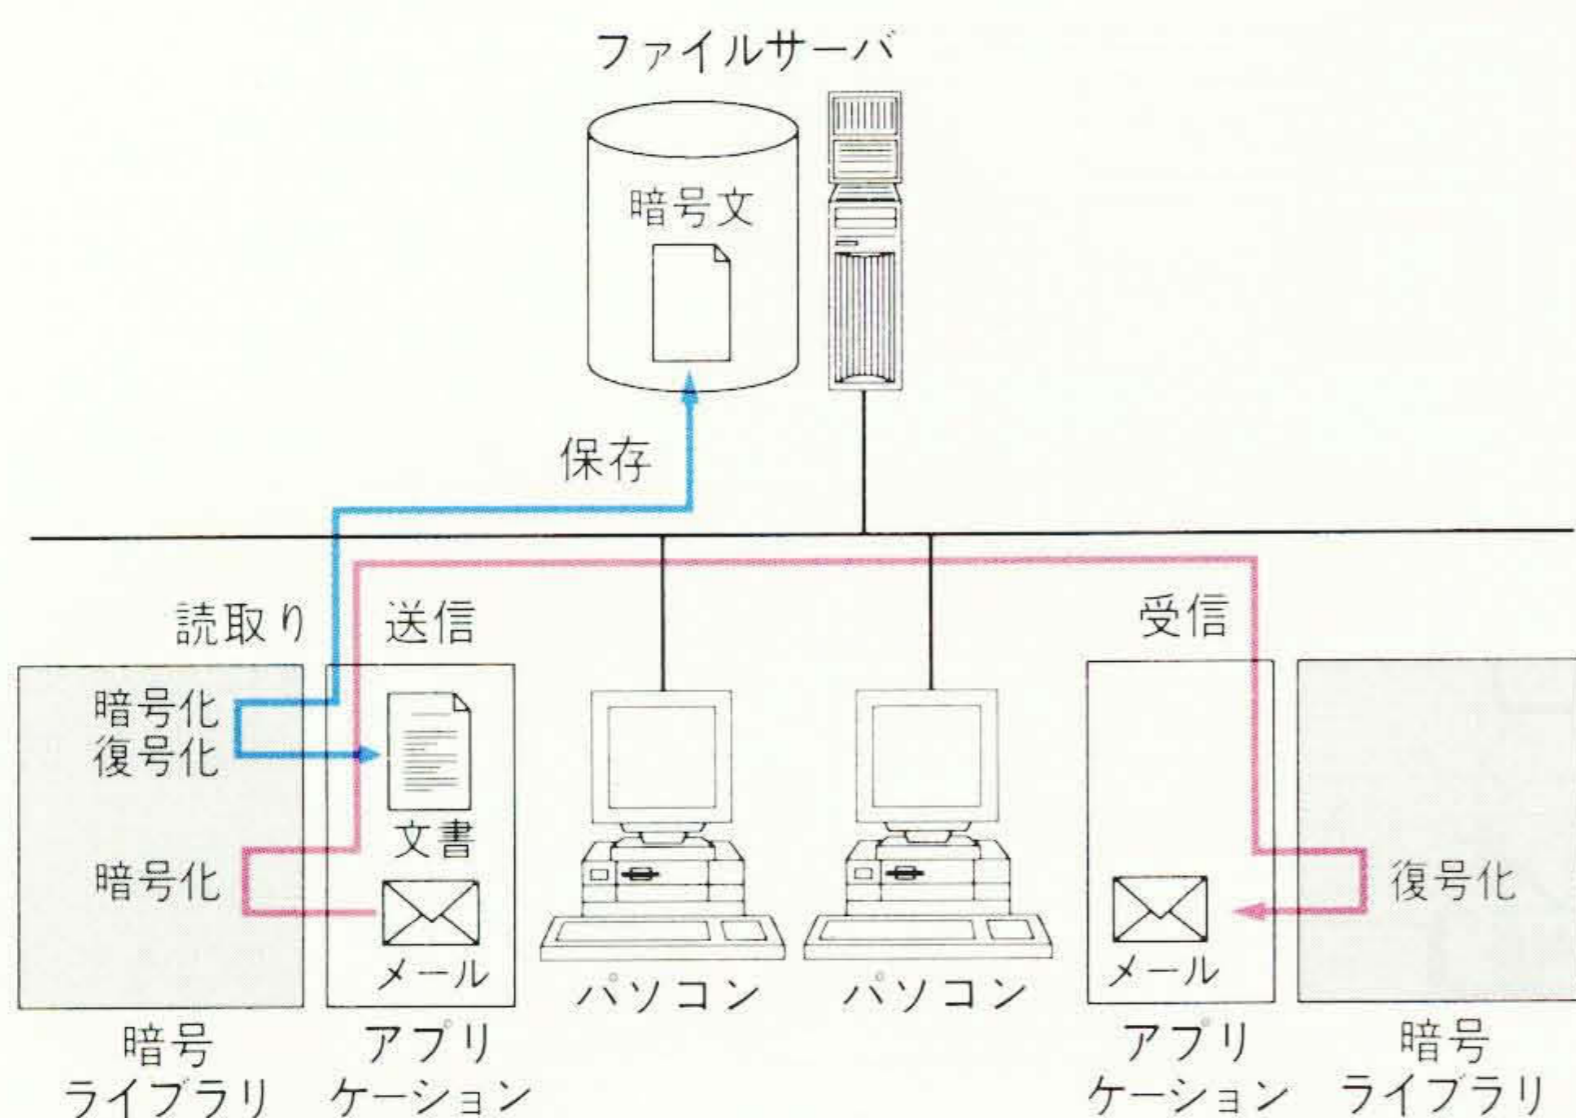 ファイルサーバ
暗号文
保存
読取り
送信
受信
暗号化
復号化
文書
暗号化
メール
パソコン
パソコン
メール
復号化
暗号
ライブラリ
アプリ
ケーション
アプリ
ケーション
暗号
ライブラリ